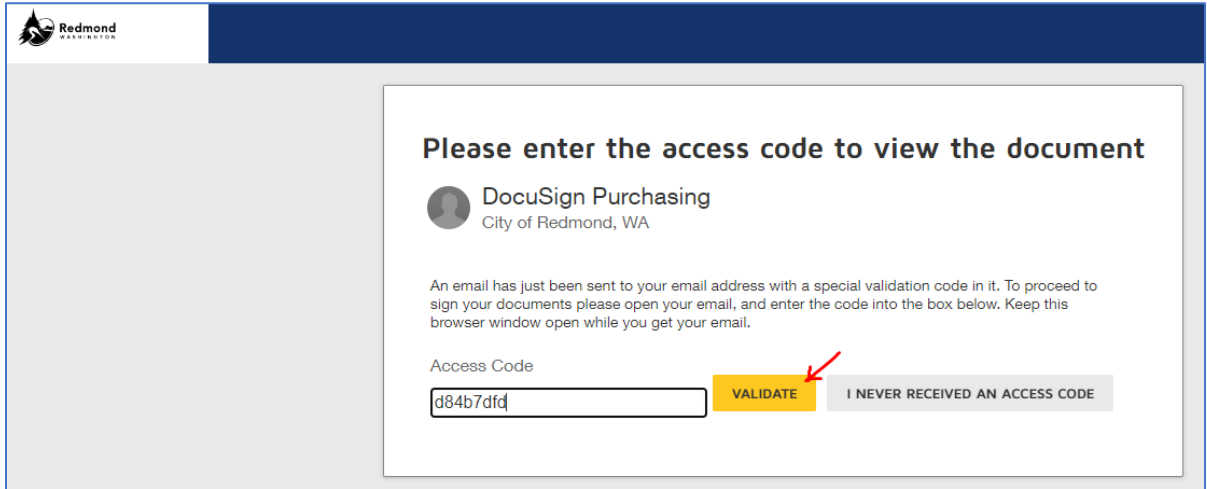 Redmond
WASHINGTON
Please enter the access code to view the document
DocuSign Purchasing
City of Redmond, WA
An email has just been sent to your email address with a special validation code in it. To proceed to
sign your documents please open your email, and enter the code into the box below. Keep this
browser window open while you get your email.
Access Code
d84b7dfd
VALIDATE
I NEVER RECEIVED AN ACCESS CODE